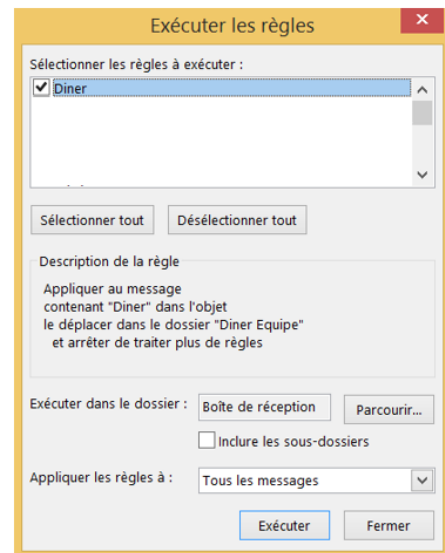 Exécuter les règles
Sélectionner les règles à exécuter :
Diner
Sélectionner tout
Désélectionner tout
Description de la règle
Appliquer au message
contenant "Diner" dans l'objet
le déplacer dans le dossier "Diner Equipe"
et arrêter de traiter plus de règles
Exécuter dans le dossier :
Boîte de réception
Parcourir...
Inclure les sous-dossiers
Appliquer les règles à :
Tous les messages
Exécuter
Fermer